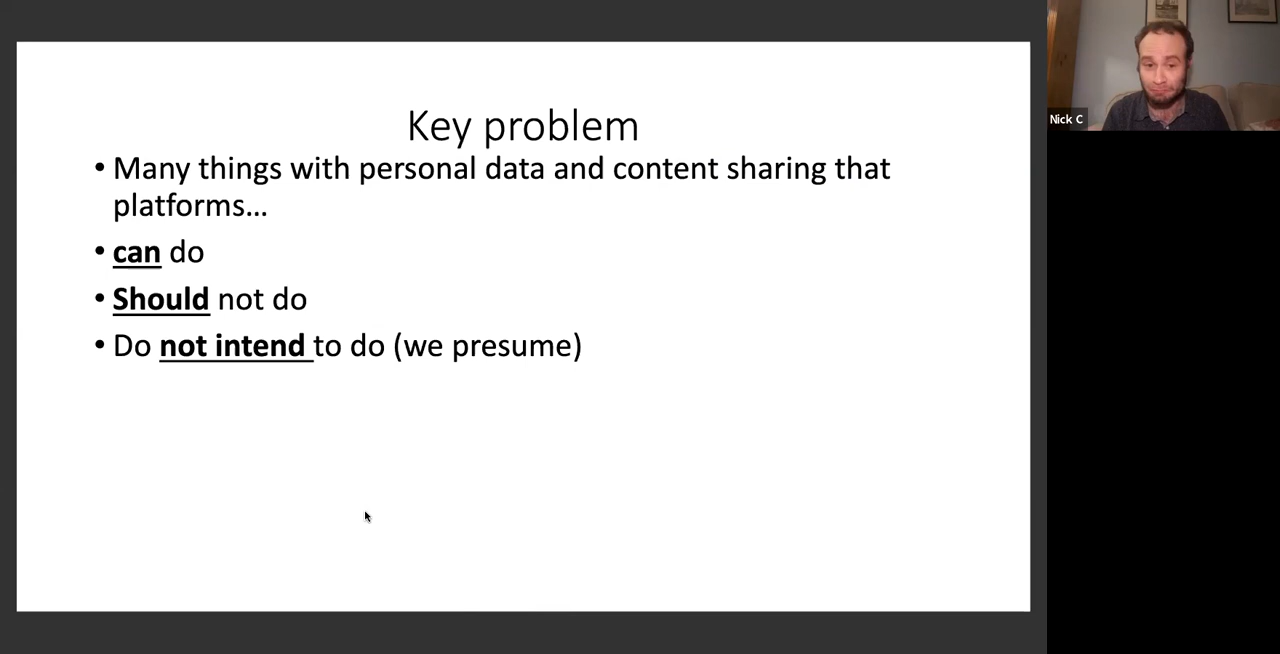 Key problem
• Many things with personal data and content sharing that
platforms...
• can do
• Should not do
• Do not intend to do (we presume)
Nick C